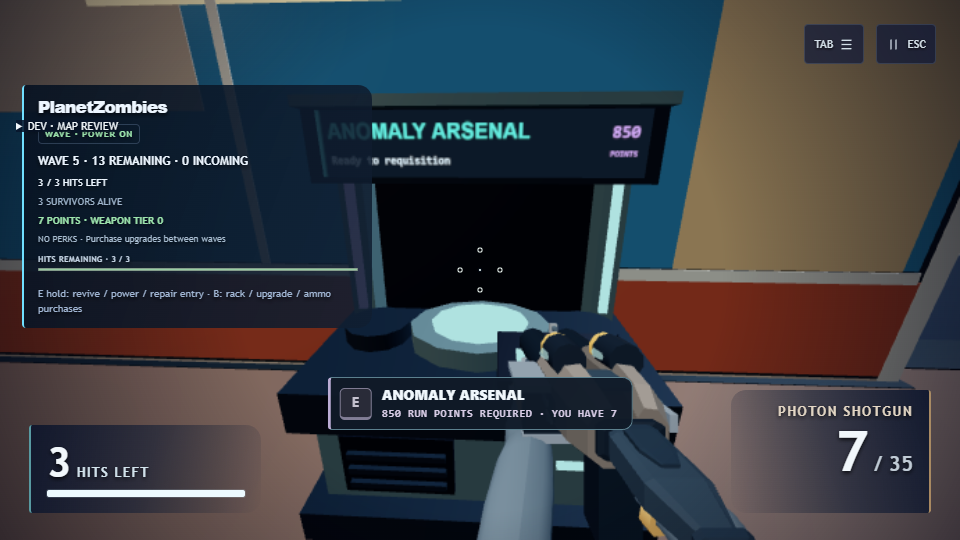 TAB ☰
II ESC
PlanetZombies
▶ DEV · MAP REVIEW
WAVE · POWER ON
WAVE 5 · 13 REMAINING · 0 INCOMING
3 / 3 HITS LEFT
3 SURVIVORS ALIVE
7 POINTS · WEAPON TIER 0
NO PERKS · Purchase upgrades between waves
HITS REMAINING · 3 / 3
E hold: revive / power / repair entry · B: rack / upgrade / ammo
purchases
ANOMALY ARSENAL
850
POINTS
Ready to requisition
E
ANOMALY ARSENAL
850 RUN POINTS REQUIRED · YOU HAVE 7
3 HITS LEFT
PHOTON SHOTGUN
7 / 35